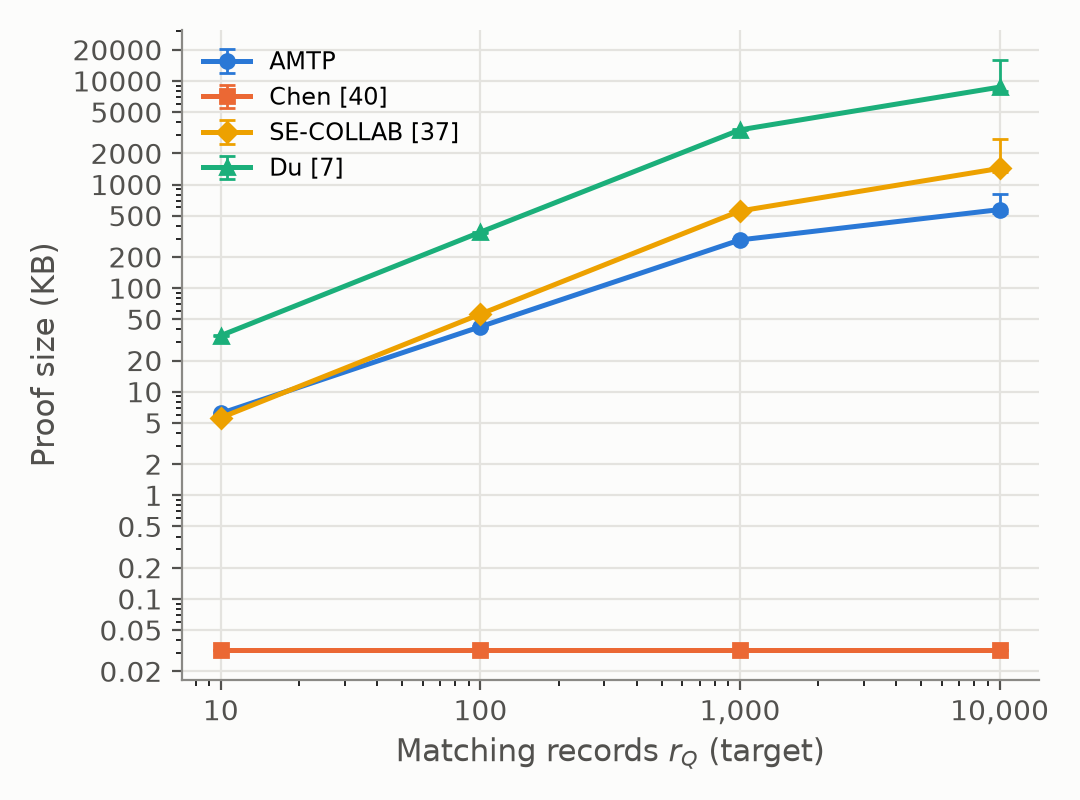 AMTP
Chen [40]
SE-COLLAB [37]
Du [7]
Proof size (KB)
20000
10000
5000
2000
1000
500
200
100
50
20
10
5
2
1
0.5
0.2
0.1
0.05
0.02
10 100 1,000 10,000
Matching records r_Q (target)